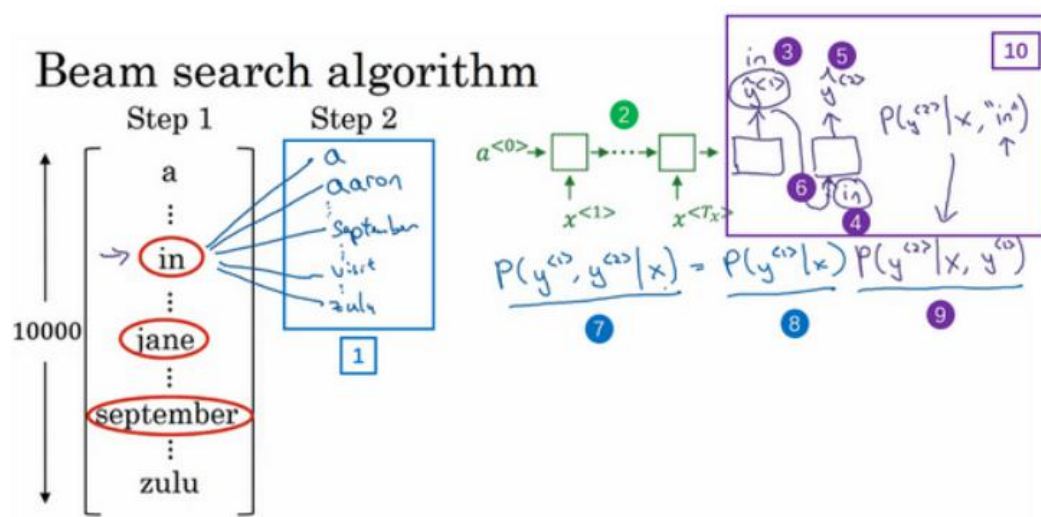 Beam search algorithm
Step 1
Step 2
10000
a
in
jane
september
zulu
a
aaron
september
visit
zulu
1
2
a<0>
x<1>
x<Tx>
in 3
5
10
ŷ<1>
ŷ<2>
P(y<2>|x,"in")
6
in
4
P(y<1>,y<2>|x) = P(y<1>|x) P(y<2>|x,y<1>)
7
8
9